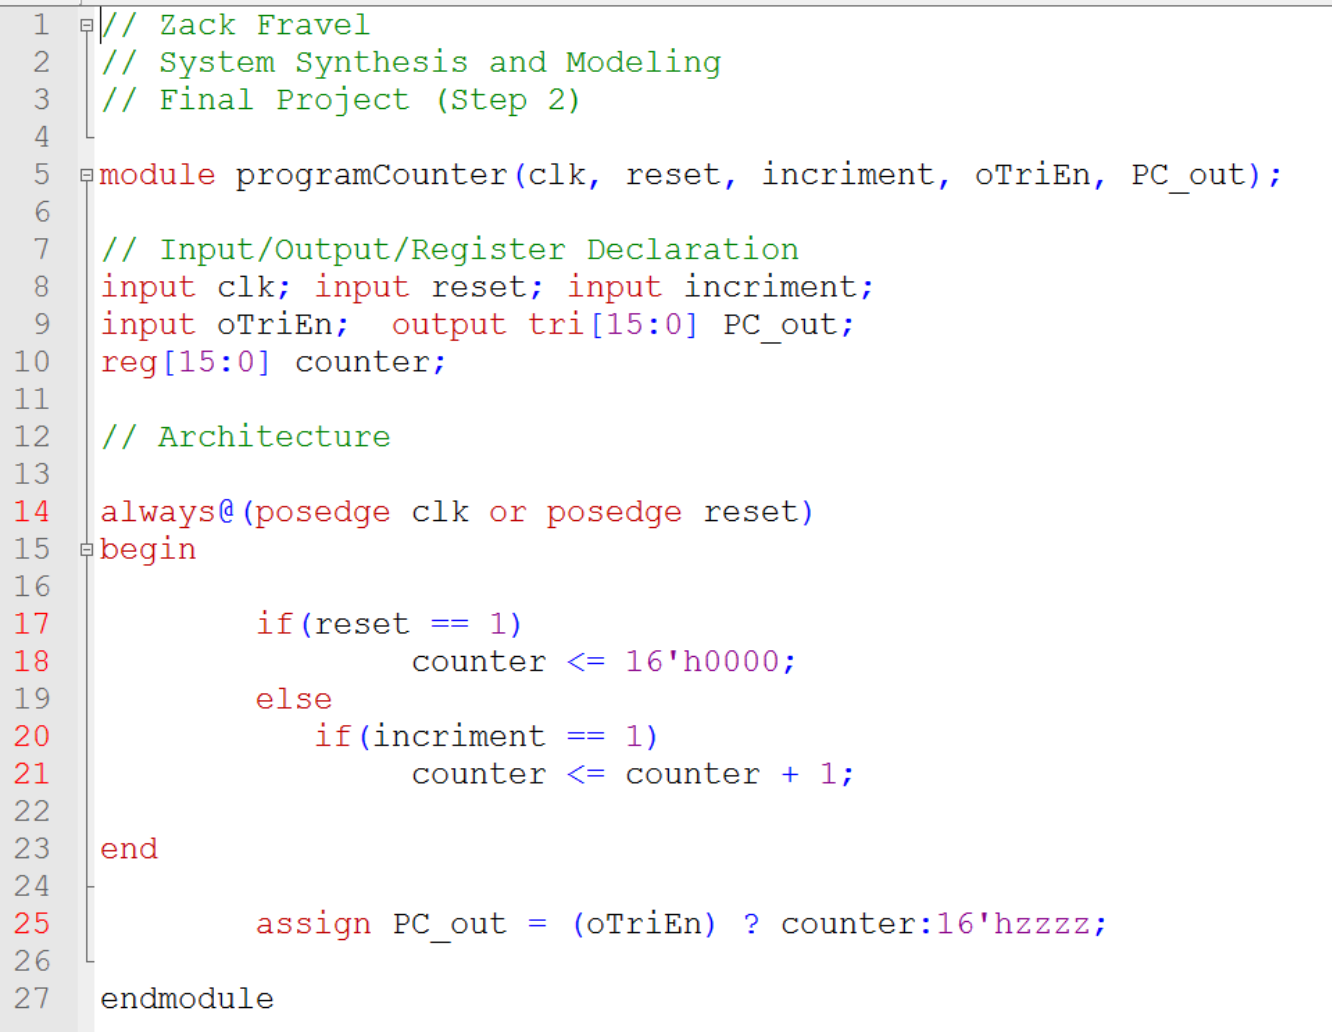 1 // Zack Fravel
2 // System Synthesis and Modeling
3 // Final Project (Step 2)
4
5 module programCounter(clk, reset, incriment, oTriEn, PC_out);
6
7 // Input/Output/Register Declaration
8 input clk; input reset; input incriment;
9 input oTriEn;  output tri[15:0] PC_out;
10 reg[15:0] counter;
11
12 // Architecture
13
14 always@(posedge clk or posedge reset)
15 begin
16
17         if(reset == 1)
18                 counter <= 16'h0000;
19         else
20            if(incriment == 1)
21                 counter <= counter + 1;
22
23 end
24
25         assign PC_out = (oTriEn) ? counter:16'hzzzz;
26
27 endmodule